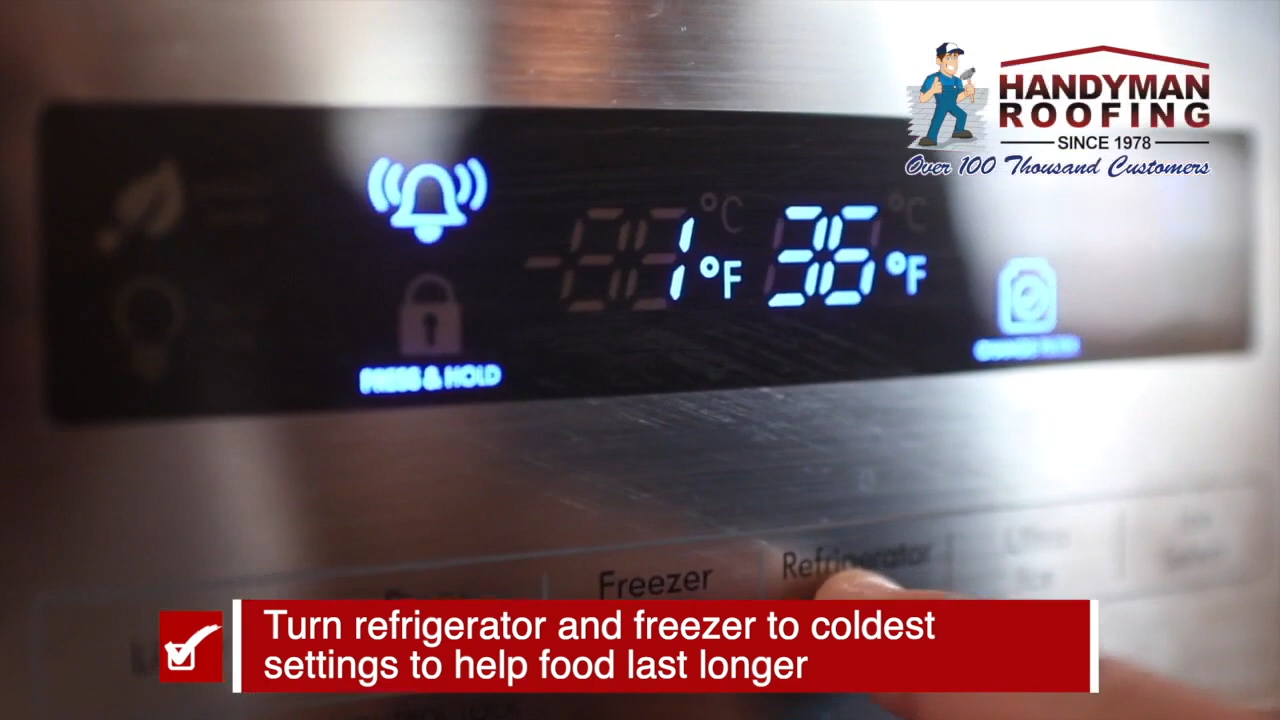 HANDYMAN
ROOFING
SINCE 1978
Over 100 Thousand Customers
°C
°C
1 °F
36 °F
PRESS & HOLD
Refrigerator
Freezer
Turn refrigerator and freezer to coldest
settings to help food last longer